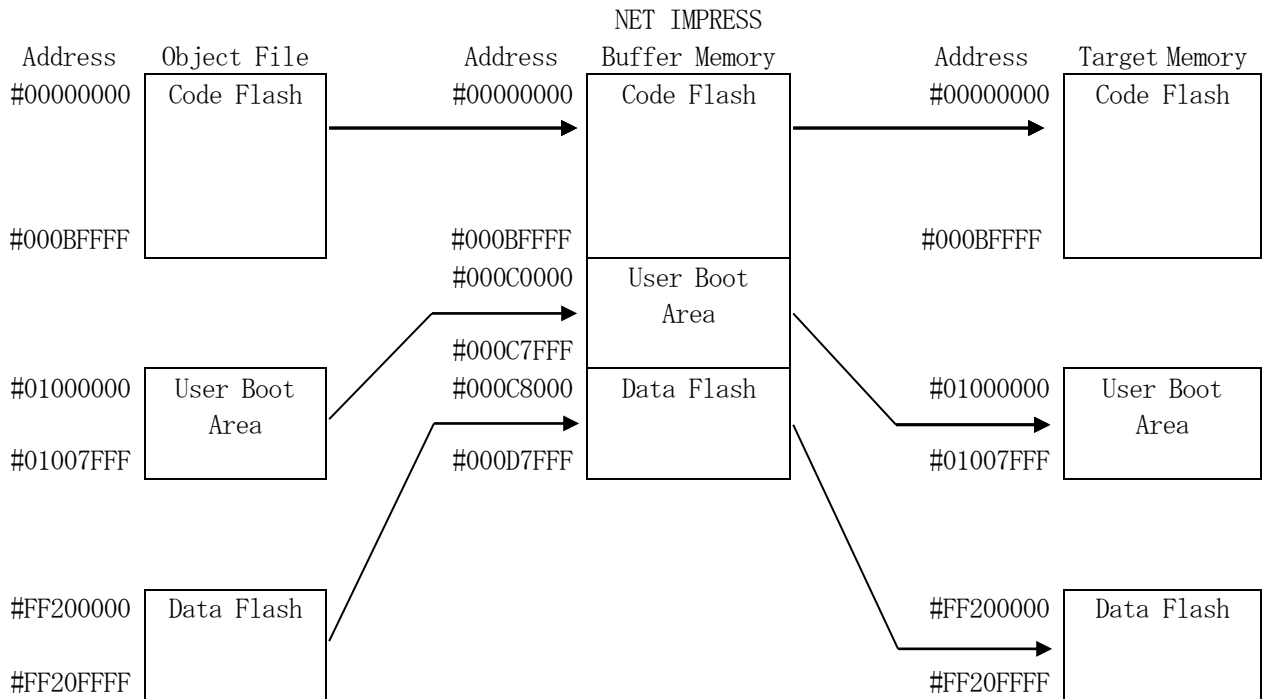 NET IMPRESS
Address Object File Address Buffer Memory Address Target Memory
#00000000 Code Flash #00000000 Code Flash #00000000 Code Flash
#000BFFFF #000BFFFF #000BFFFF
#000C0000 User Boot
Area
#000C7FFF
#01000000 User Boot #000C8000 Data Flash #01000000 User Boot
Area Area
#01007FFF #000D7FFF #01007FFF
#FF200000 Data Flash #FF200000 Data Flash
#FF20FFFF #FF20FFFF